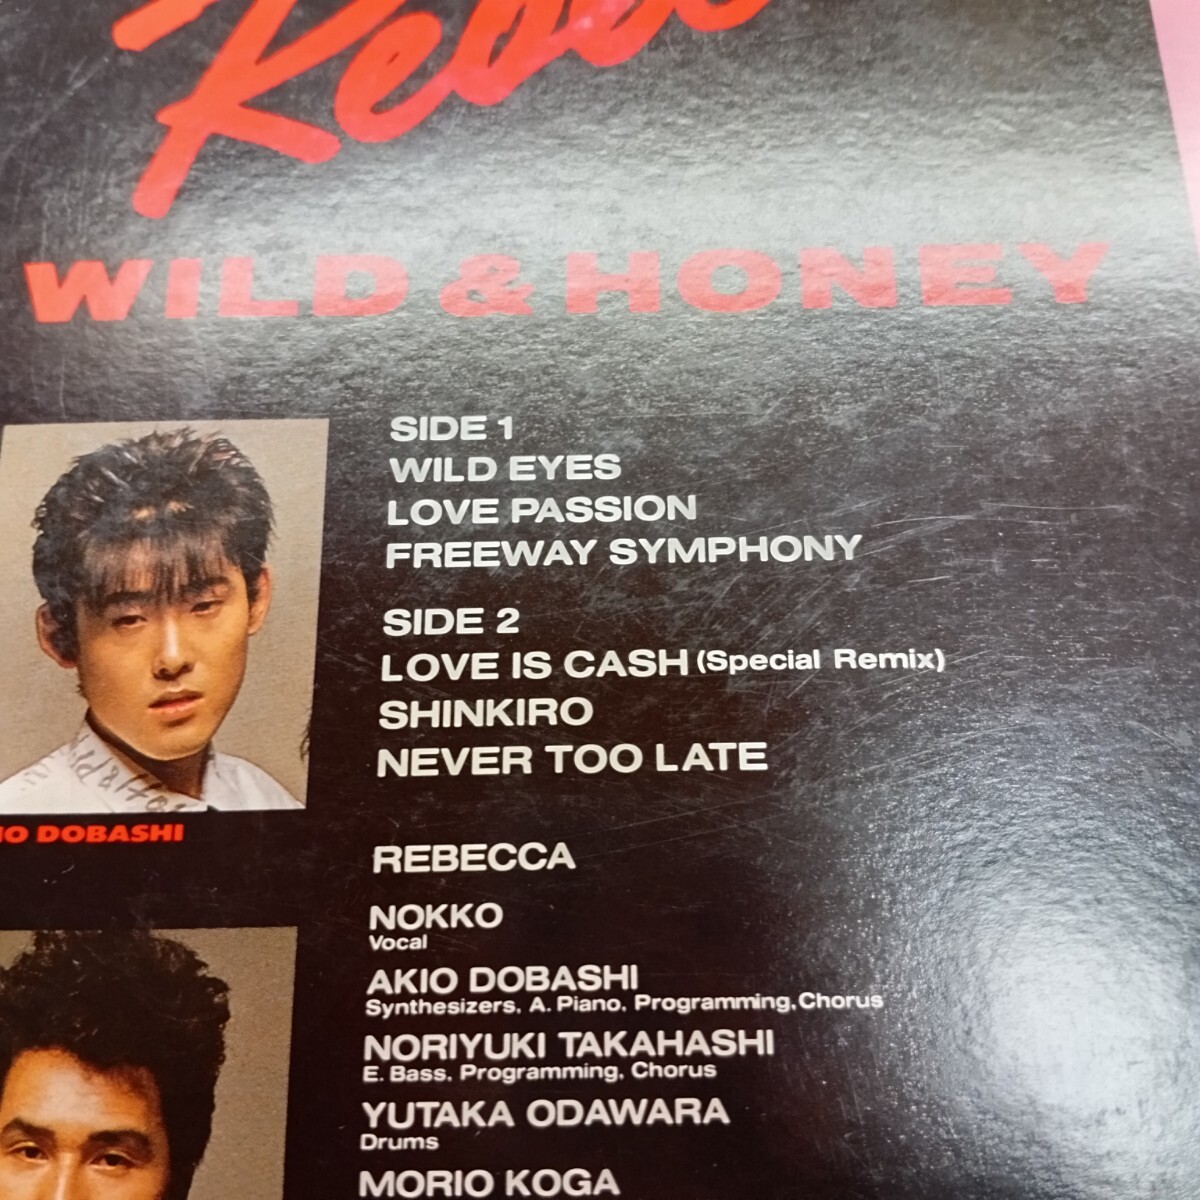 WILD & HONEY
SIDE 1
WILD EYES
LOVE PASSION
FREEWAY SYMPHONY
SIDE 2
LOVE IS CASH (Special Remix)
SHINKIRO
NEVER TOO LATE
DOBASHI
REBECCA
NOKKO
Vocal
AKIO DOBASHI
Synthesizers, A. Piano, Programming, Chorus
NORIYUKI TAKAHASHI
E. Bass, Programming, Chorus
YUTAKA ODAWARA
Drums
MORIO KOGA